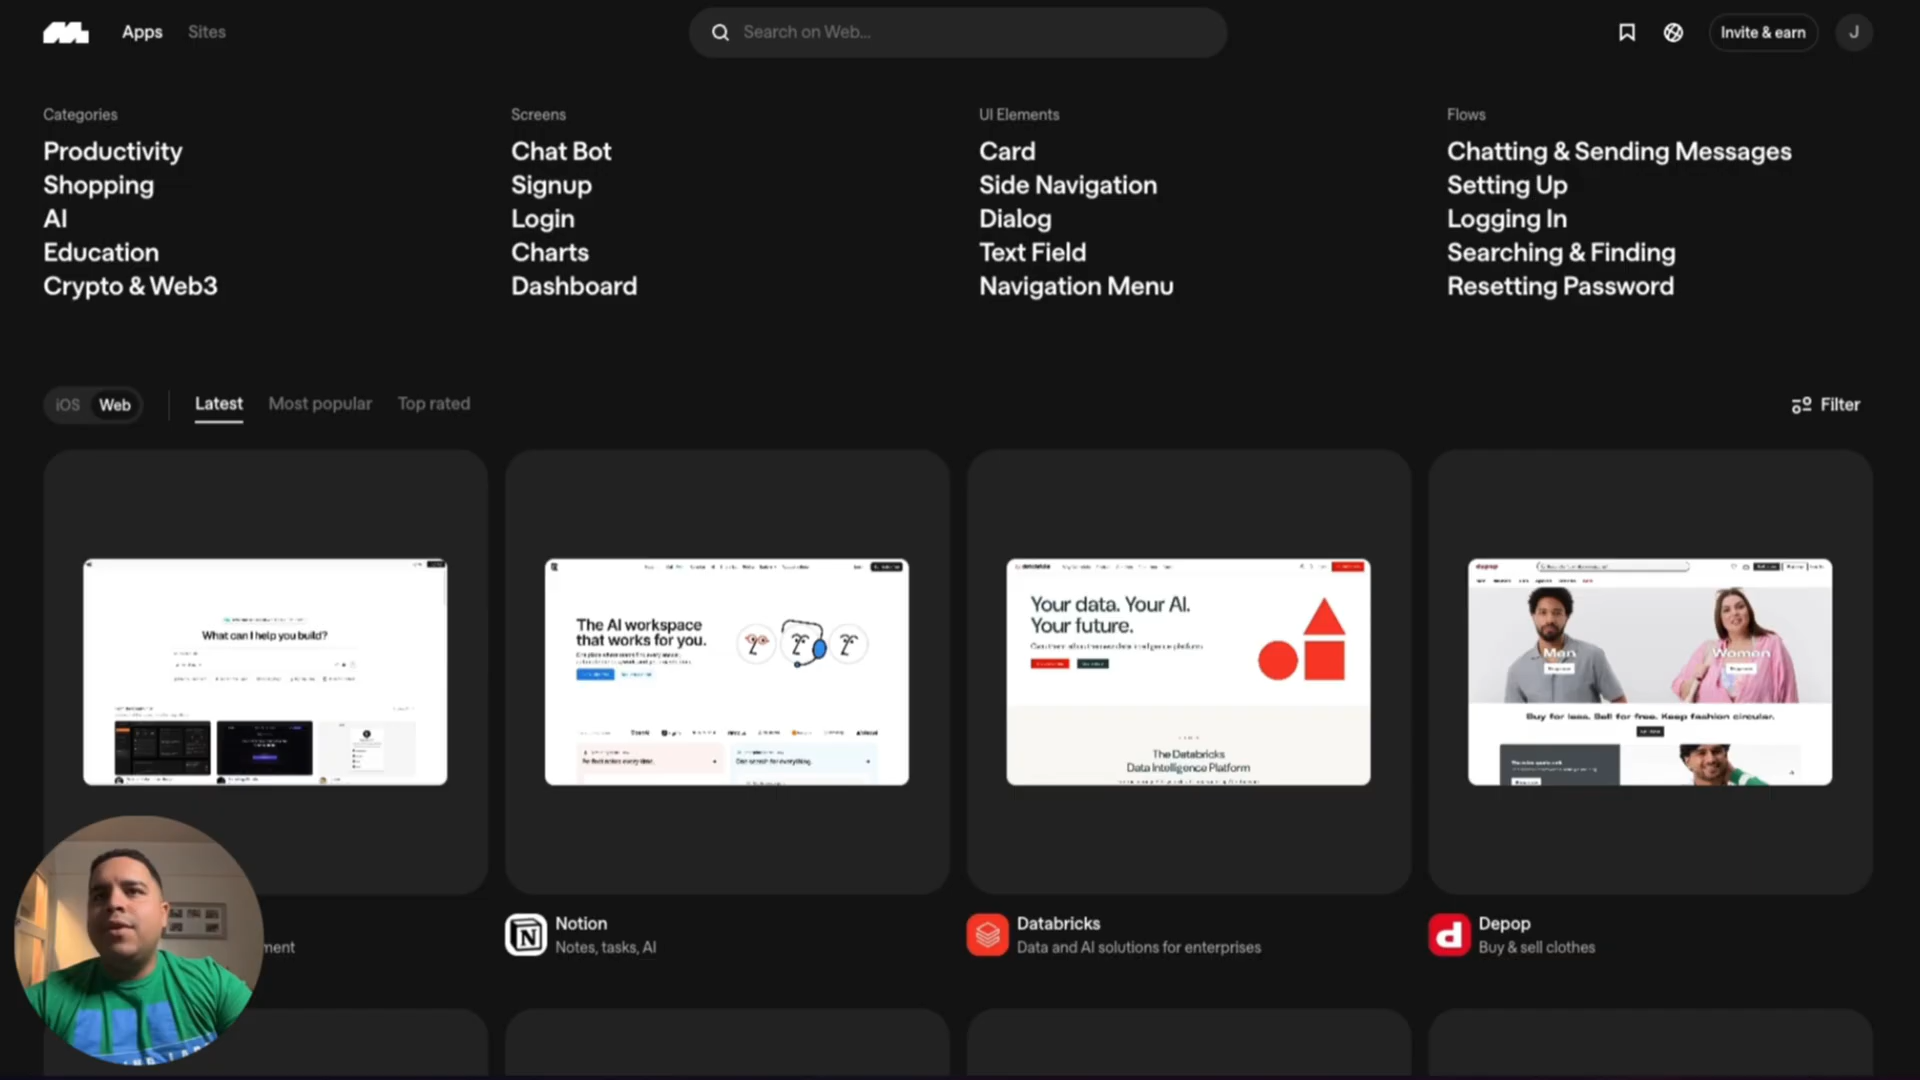 Apps
Sites
Search on Web...
Invite & earn
J
Categories
Productivity
Shopping
AI
Education
Crypto & Web3
Screens
Chat Bot
Signup
Login
Charts
Dashboard
UI Elements
Card
Side Navigation
Dialog
Text Field
Navigation Menu
Flows
Chatting & Sending Messages
Setting Up
Logging In
Searching & Finding
Resetting Password
iOS
Web
Latest
Most popular
Top rated
Filter
What can I help you build?
The AI workspace
that works for you.
Your data. Your AI.
Your future.
The Databricks
Data Intelligence Platform
depop
Men
Women
Buy for less. Sell for free. Keep fashion circular.
Notion
Notes, tasks, AI
Databricks
Data and AI solutions for enterprises
Depop
Buy & sell clothes